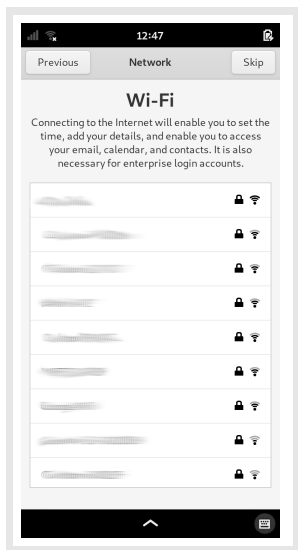 12:47
Previous
Network
Skip
Wi-Fi
Connecting to the Internet will enable you to set the
time, add your details, and enable you to access
your email, calendar, and contacts. It is also
necessary for enterprise login accounts.